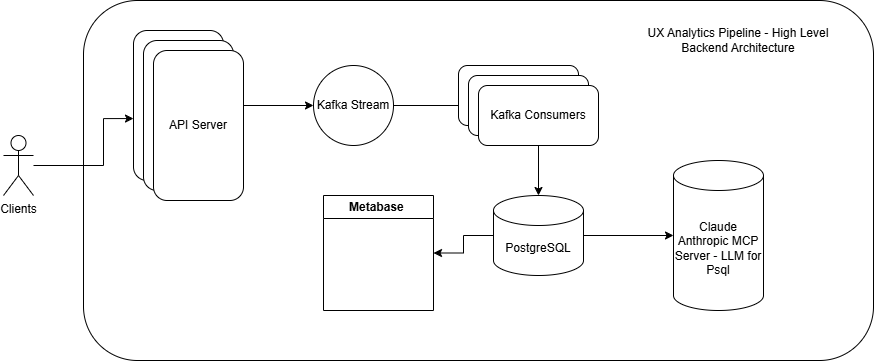 UX Analytics Pipeline - High Level
Backend Architecture
API Server
Kafka Stream
Kafka Consumers
Clients
Metabase
PostgreSQL
Claude
Anthropic MCP
Server - LLM for
Psql